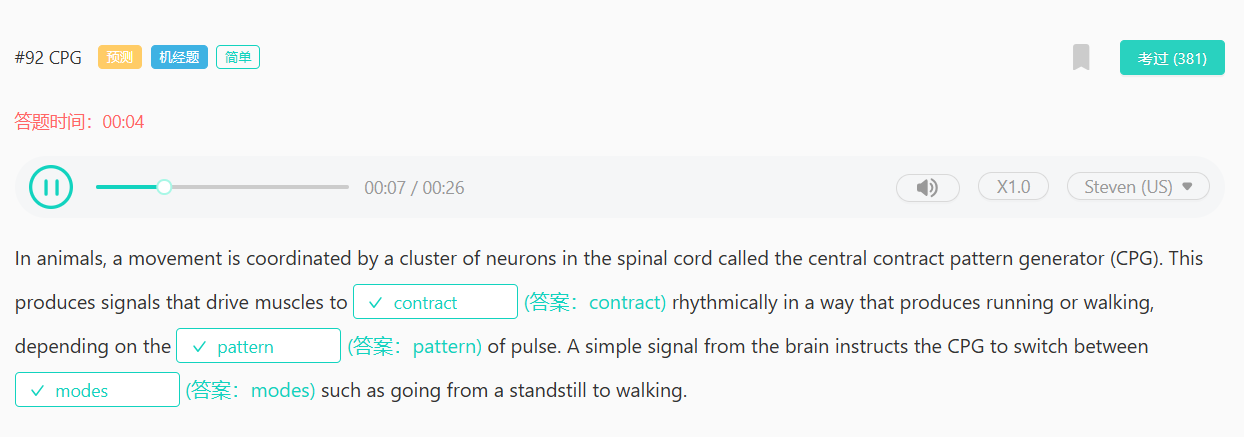 #92 CPG 预测 机经题 简单 考过 (381)
答题时间：00:04
00:07 / 00:26 X1.0 Steven (US)
In animals, a movement is coordinated by a cluster of neurons in the spinal cord called the central contract pattern generator (CPG). This
produces signals that drive muscles to contract (答案：contract) rhythmically in a way that produces running or walking,
depending on the pattern (答案：pattern) of pulse. A simple signal from the brain instructs the CPG to switch between
modes (答案：modes) such as going from a standstill to walking.